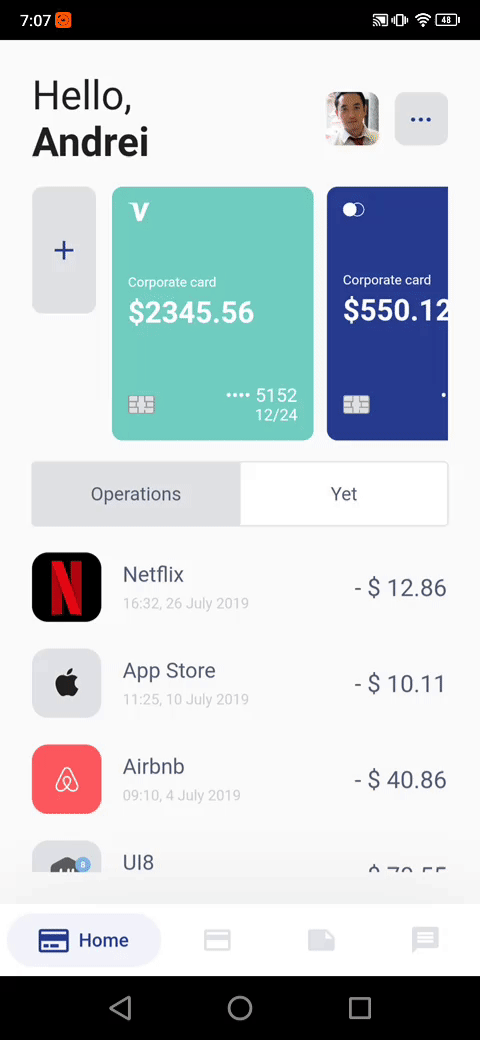 7:07
48
Hello,
Andrei
Corporate card
$2345.56
•••• 5152
12/24
Corporate card
$550.12
Operations
Yet
Netflix
16:32, 26 July 2019
- $ 12.86
App Store
11:25, 10 July 2019
- $ 10.11
Airbnb
09:10, 4 July 2019
- $ 40.86
8
UI8
Home